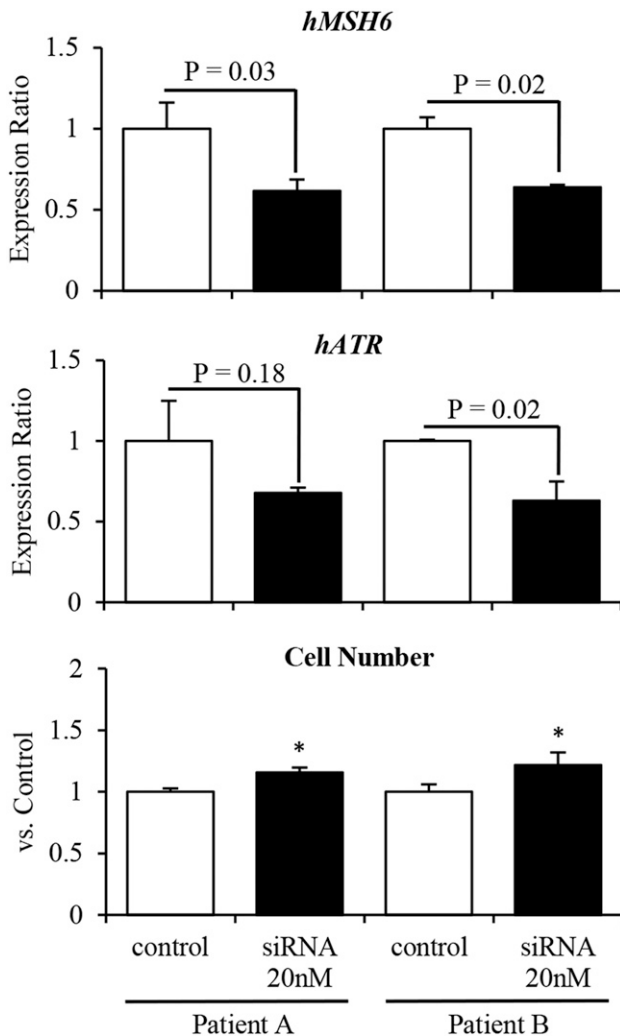 hMSH6
1.5
1
0.5
0
Expression Ratio
P = 0.03
P = 0.02
hATR
1.5
1
0.5
0
Expression Ratio
P = 0.18
P = 0.02
Cell Number
2
1.5
1
0.5
0
vs. Control
*
*
control siRNA control siRNA
20nM 20nM
Patient A Patient B